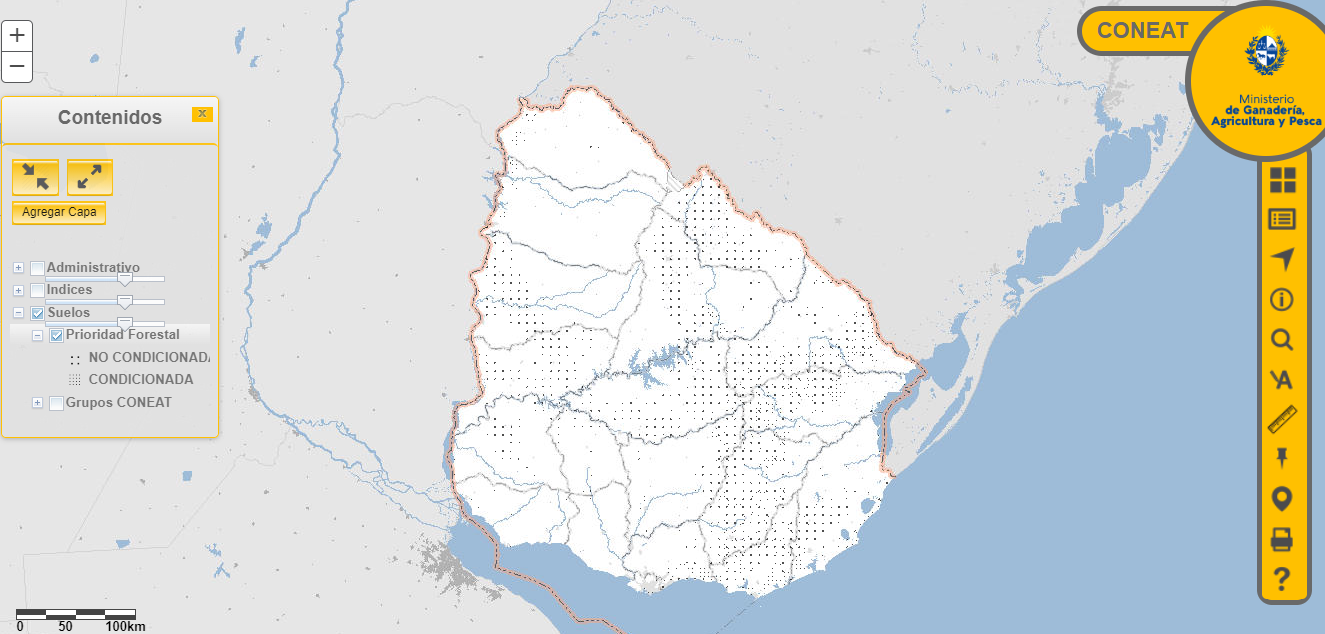 +
−
CONEAT
Ministerio
de Ganadería,
Agricultura y Pesca
Contenidos
x
Agregar Capa
Administrativo
Indices
Suelos
Prioridad Forestal
NO CONDICIONADA
CONDICIONADA
Grupos CONEAT
A
i
?
0 50 100km